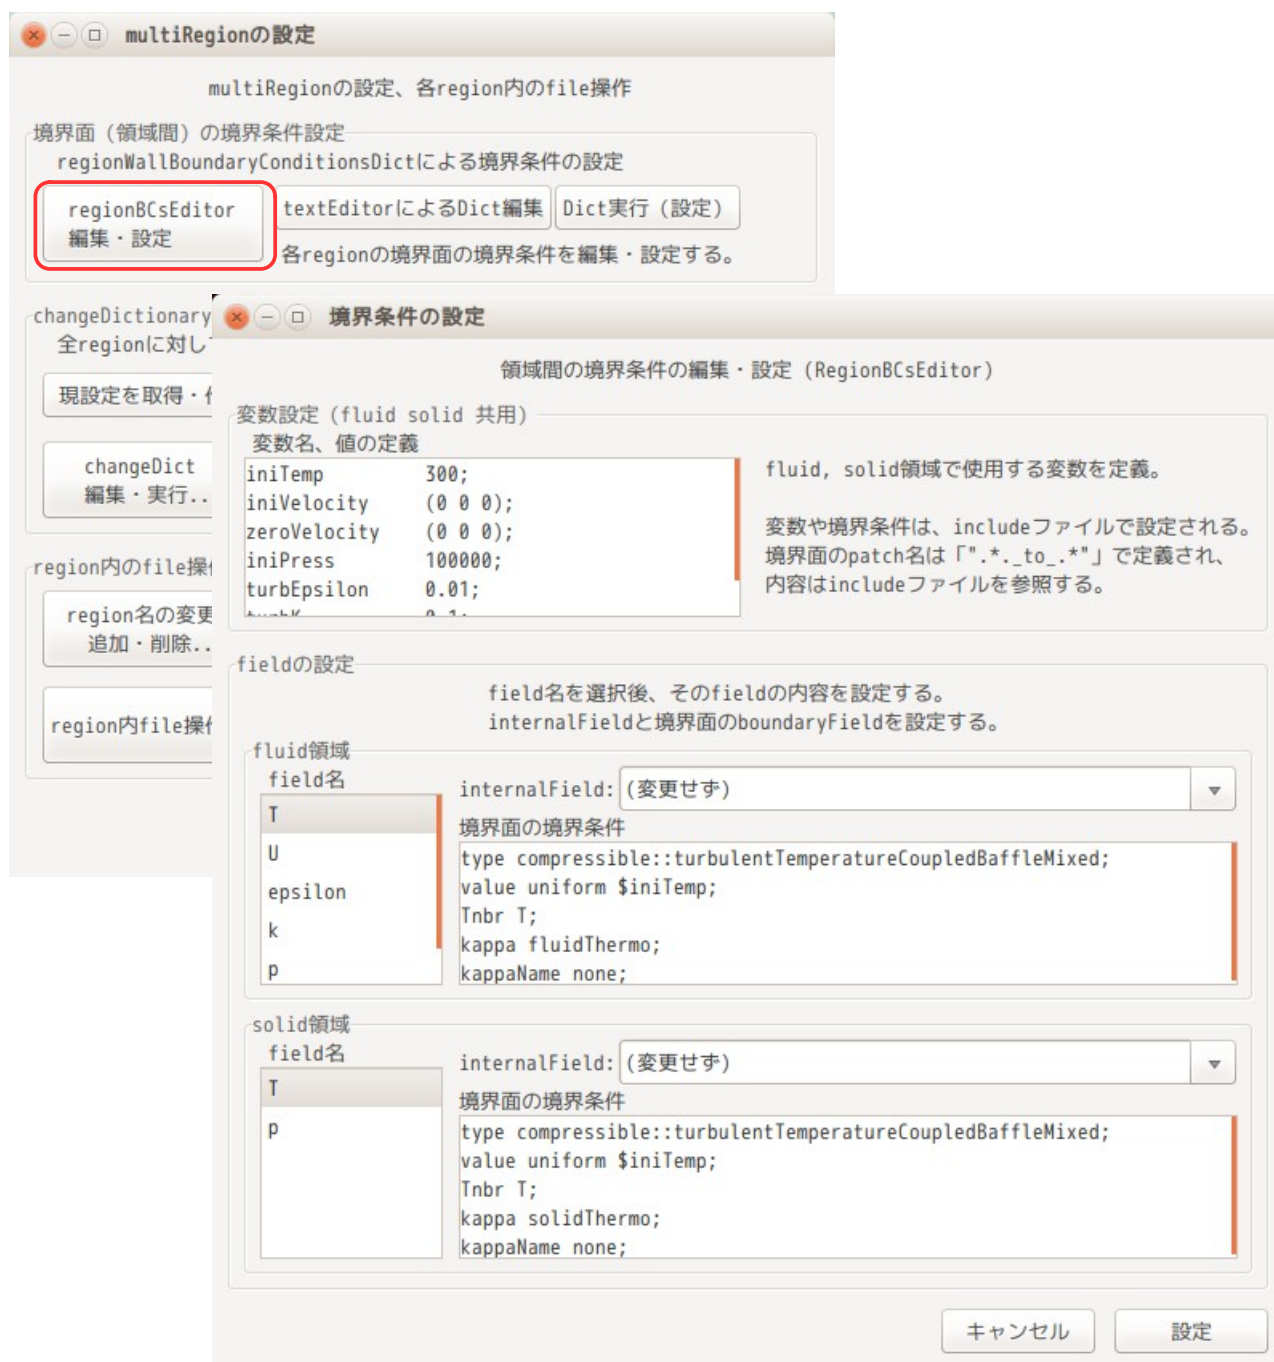 multiRegionの設定
multiRegionの設定、各region内のfile操作
境界面（領域間）の境界条件設定
regionWallBoundaryConditionsDictによる境界条件の設定
regionBCsEditor
編集・設定
textEditorによるDict編集
Dict実行（設定）
各regionの境界面の境界条件を編集・設定する。
changeDictionary
全regionに対し
現設定を取得・
changeDict
編集・実行..
region内のfile操
region名の変更
追加・削除..
region内file操
境界条件の設定
領域間の境界条件の編集・設定（RegionBCsEditor）
変数設定（fluid solid 共用）
変数名、値の定義
iniTemp 300;
iniVelocity (0 0 0);
zeroVelocity (0 0 0);
iniPress 100000;
turbEpsilon 0.01;
fluid, solid領域で使用する変数を定義。
変数や境界条件は、includeファイルで設定される。
境界面のpatch名は「".*._to_.*"」で定義され、
内容はincludeファイルを参照する。
fieldの設定
field名を選択後、そのfieldの内容を設定する。
internalFieldと境界面のboundaryFieldを設定する。
fluid領域
field名
T
U
epsilon
k
p
internalField: (変更せず)
境界面の境界条件
type compressible::turbulentTemperatureCoupledBaffleMixed;
value uniform $iniTemp;
Tnbr T;
kappa fluidThermo;
kappaName none;
solid領域
field名
T
p
internalField: (変更せず)
境界面の境界条件
type compressible::turbulentTemperatureCoupledBaffleMixed;
value uniform $iniTemp;
Tnbr T;
kappa solidThermo;
kappaName none;
キャンセル
設定